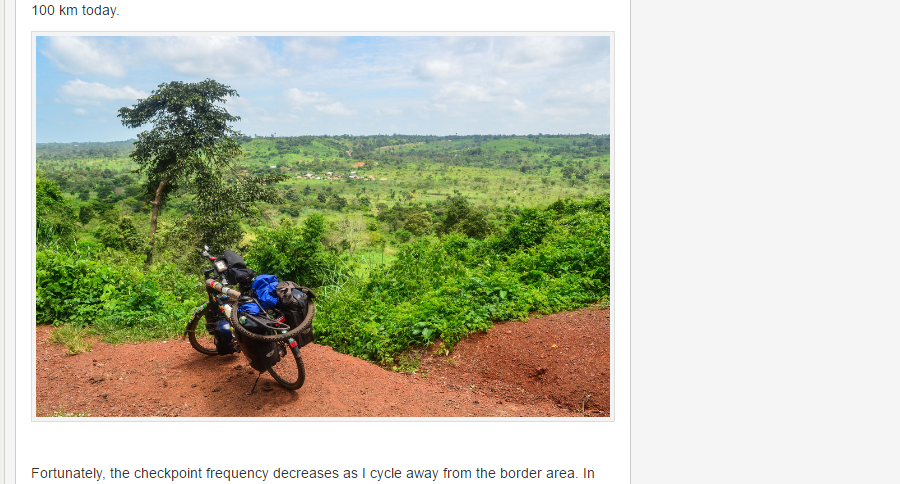 100 km today.
Fortunately, the checkpoint frequency decreases as I cycle away from the border area. In